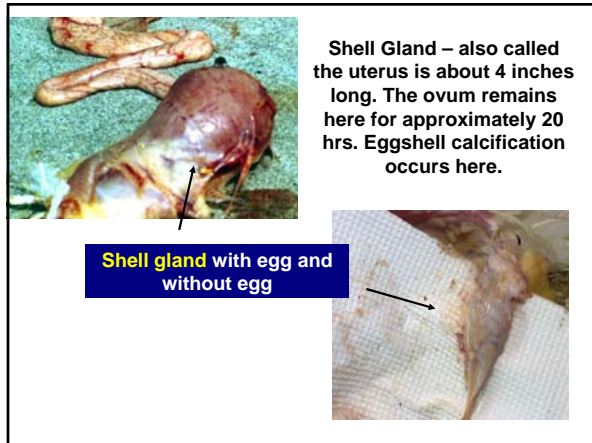 Shell Gland – also called
the uterus is about 4 inches
long. The ovum remains
here for approximately 20
hrs. Eggshell calcification
occurs here.
Shell gland with egg and
without egg